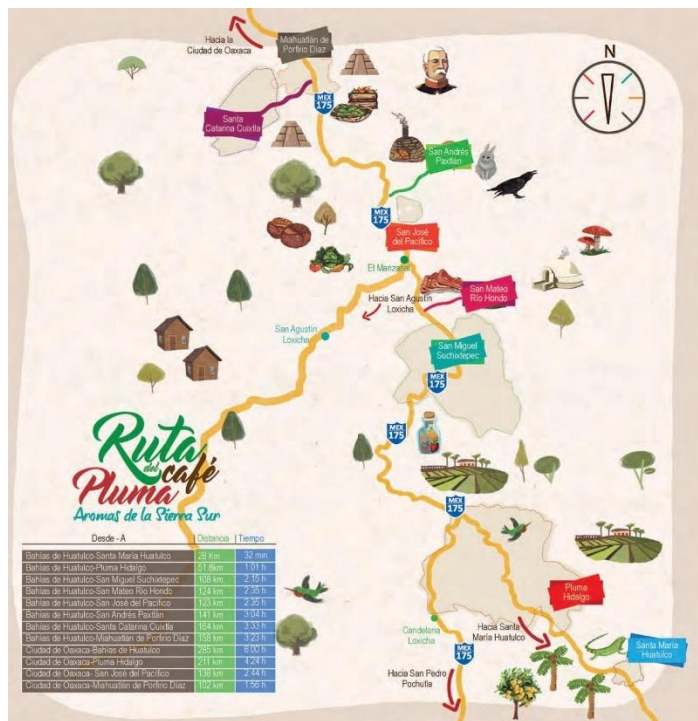 Hacia la
Ciudad de Oaxaca
Miahuatlán de
Porfirio Díaz
N
MEX
175
Santa
Catarina Cuixtla
San Andrés
Paxtlán
MEX
175
San José
del Pacífico
El Manzanal
San Mateo
Río Hondo
Hacia San Agustín
Loxicha
San Agustín
Loxicha
San Miguel
Suchixtepec
MEX
175
MEX
175
Ruta
del café
Pluma
Aromas de la Sierra Sur
MEX
175
Pluma
Hidalgo
Hacia Santa
María Huatulco
Candelaria
Loxicha
Santa María
Huatulco
MEX
175
Hacia San Pedro
Pochutla
Desde - A Distancia Tiempo
Bahías de Huatulco-Santa María Huatulco 28 Km 32 min
Bahías de Huatulco-Pluma Hidalgo 51.8km 1:01 h
Bahías de Huatulco-San Miguel Suchixtepec 108 km 2:15 h
Bahías de Huatulco-San Mateo Río Hondo 124 km 2:35 h
Bahías de Huatulco-San José del Pacífico 123 km 2:35 h
Bahías de Huatulco-San Andrés Paxtlán 141 km 3:04 h
Bahías de Huatulco-Santa Catarina Cuixtla 164 km 3:33 h
Bahías de Huatulco-Miahuatlán de Porfirio Díaz 158 km 3:23 h
Ciudad de Oaxaca-Bahías de Huatulco 265 km 6:00 h
Ciudad de Oaxaca-Pluma Hidalgo 211 km 4:24 h
Ciudad de Oaxaca- San José del Pacífico 138 km 2:44 h
Ciudad de Oaxaca-Miahuatlán de Porfirio Díaz 102 km 1:56 h